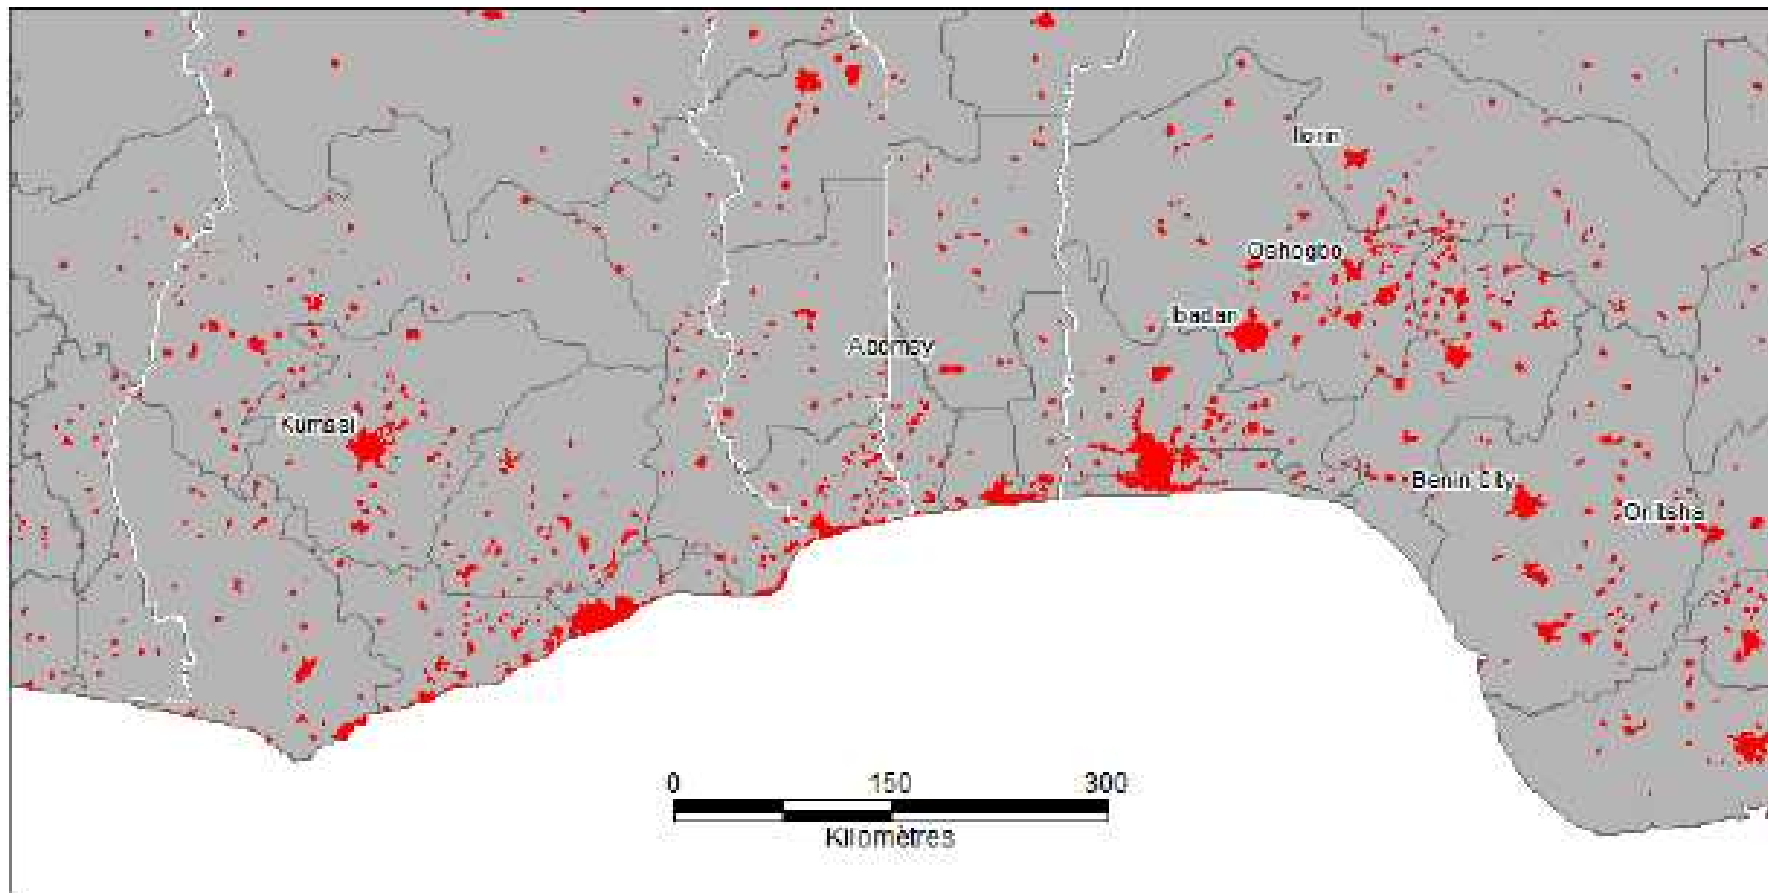 Ilorin
Oshogbo
Ibadan
Abomey
Kumasi
Benin City
Onitsha
0 150 300
Kilomètres